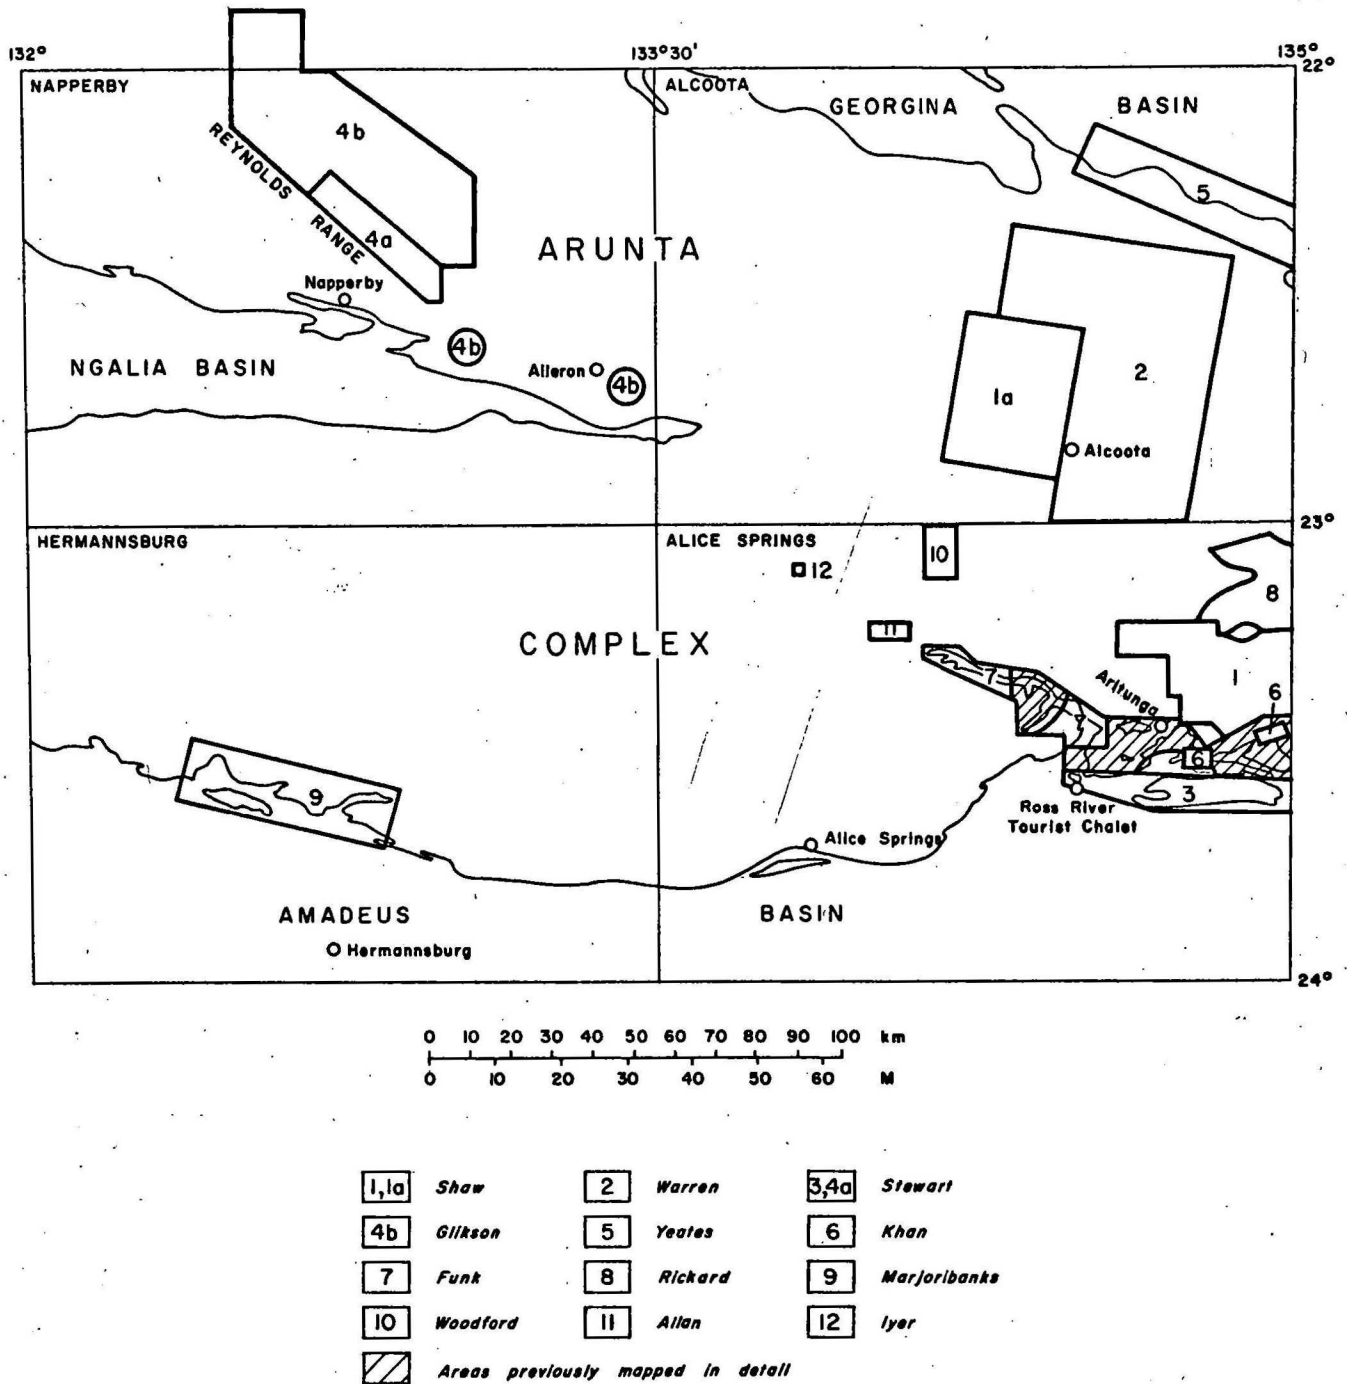 132°
133°30'
135°
22°
NAPPERBY
ALCOOTA
GEORGINA BASIN
4b
5
REYNOLDS RANGE
4a
ARUNTA
Napperby
4b
NGALIA BASIN
Aileron
4b
2
1a
Alcoota
23°
HERMANNSBURG
ALICE SPRINGS
12
10
8
11
COMPLEX
7
1
Arltunga
6
7
6
9
3
Ross River
Tourist Chalet
Alice Springs
AMADEUS BASIN
Hermannsburg
24°
0 10 20 30 40 50 60 70 80 90 100 km
0 10 20 30 40 50 60 M
1,1a Shaw 2 Warren 3,4a Stewart
4b Glikson 5 Yeates 6 Khan
7 Funk 8 Rickard 9 Marjoribanks
10 Woodford 11 Allan 12 Iyer
Areas previously mapped in detail